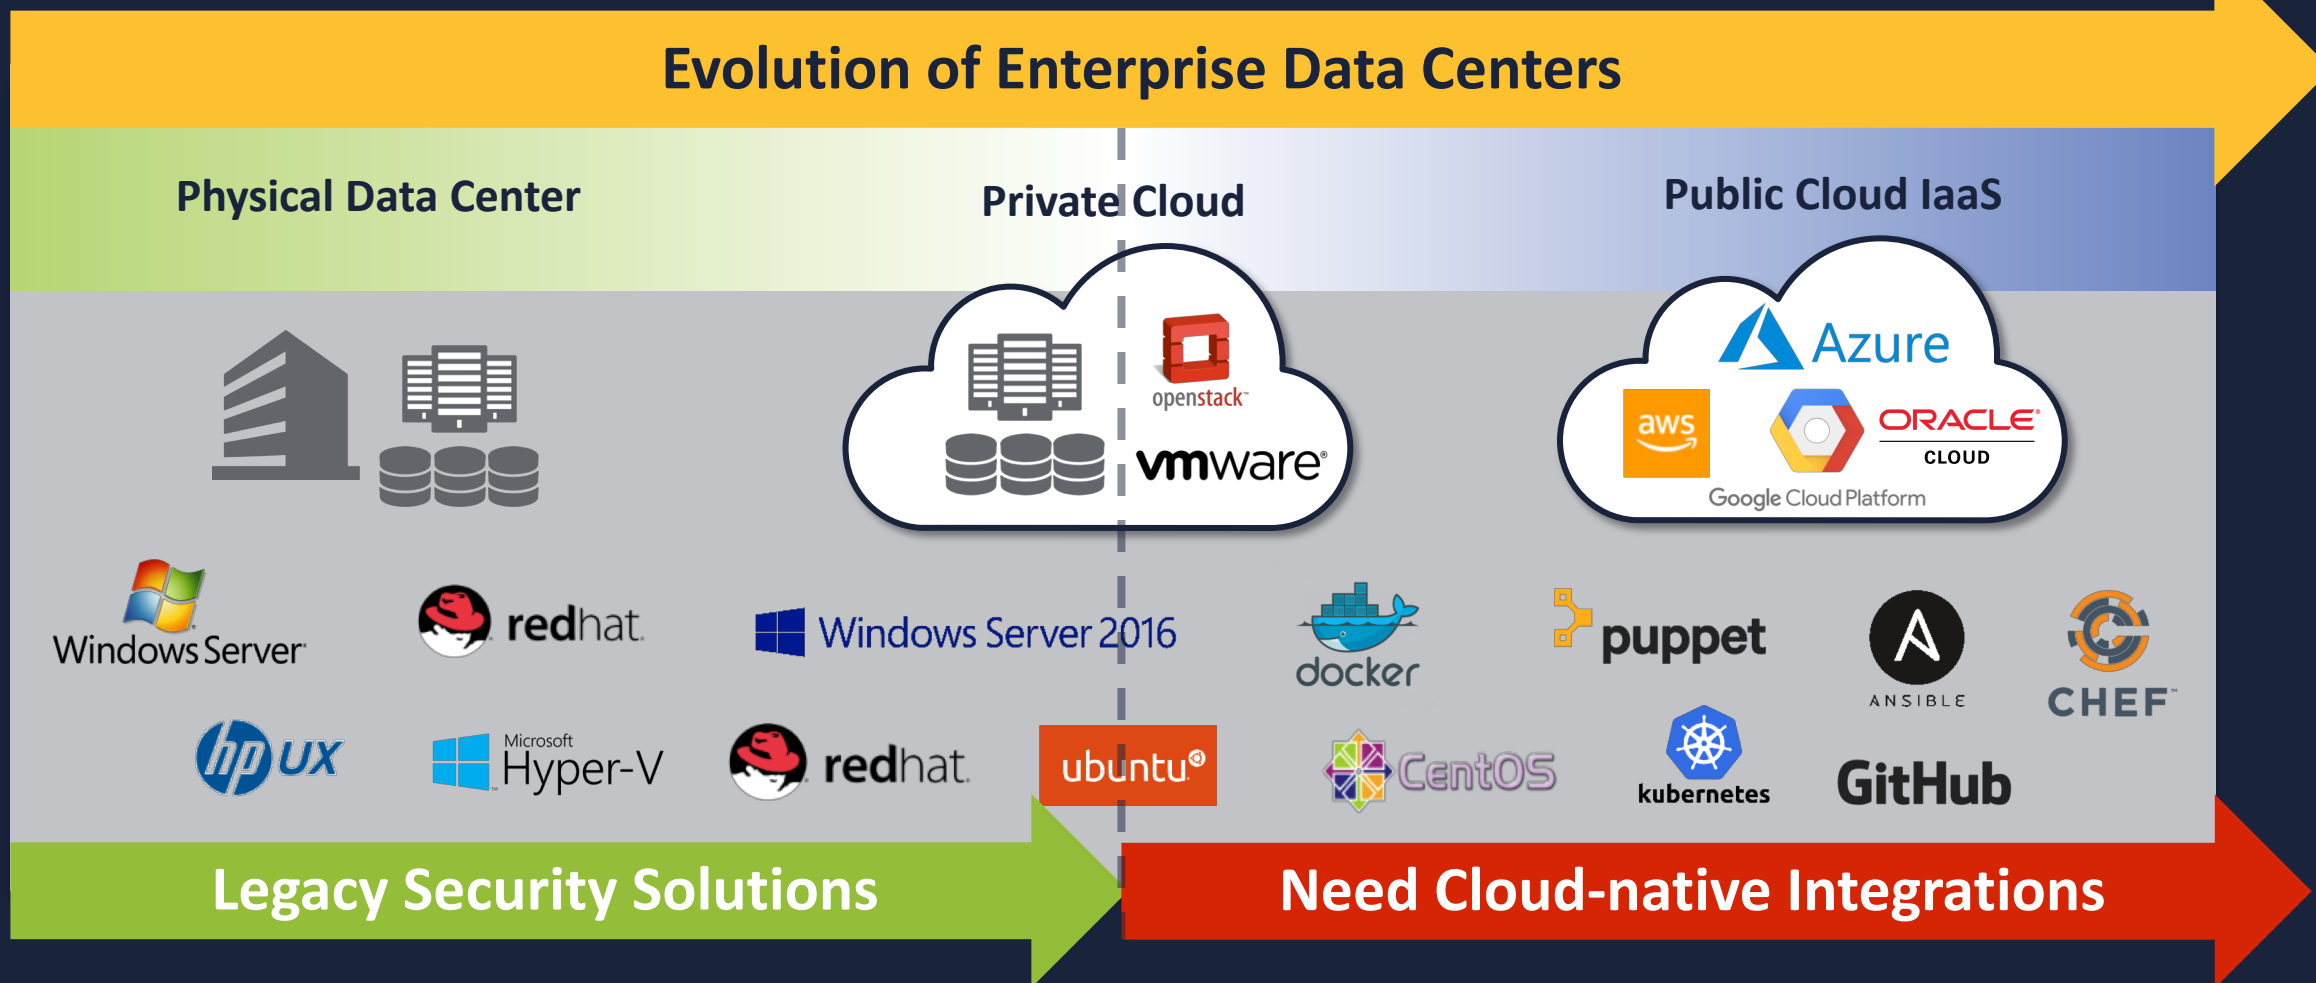 Evolution of Enterprise Data Centers
Physical Data Center
Private Cloud
Public Cloud IaaS
openstack™
vmware®
Azure
aws
ORACLE®
CLOUD
Google Cloud Platform
Windows Server
redhat.
Windows Server 2016
docker
puppet
ANSIBLE
CHEF™
hp UX
Microsoft
Hyper-V
redhat.
ubuntu®
CentOS
kubernetes
GitHub
Legacy Security Solutions
Need Cloud-native Integrations